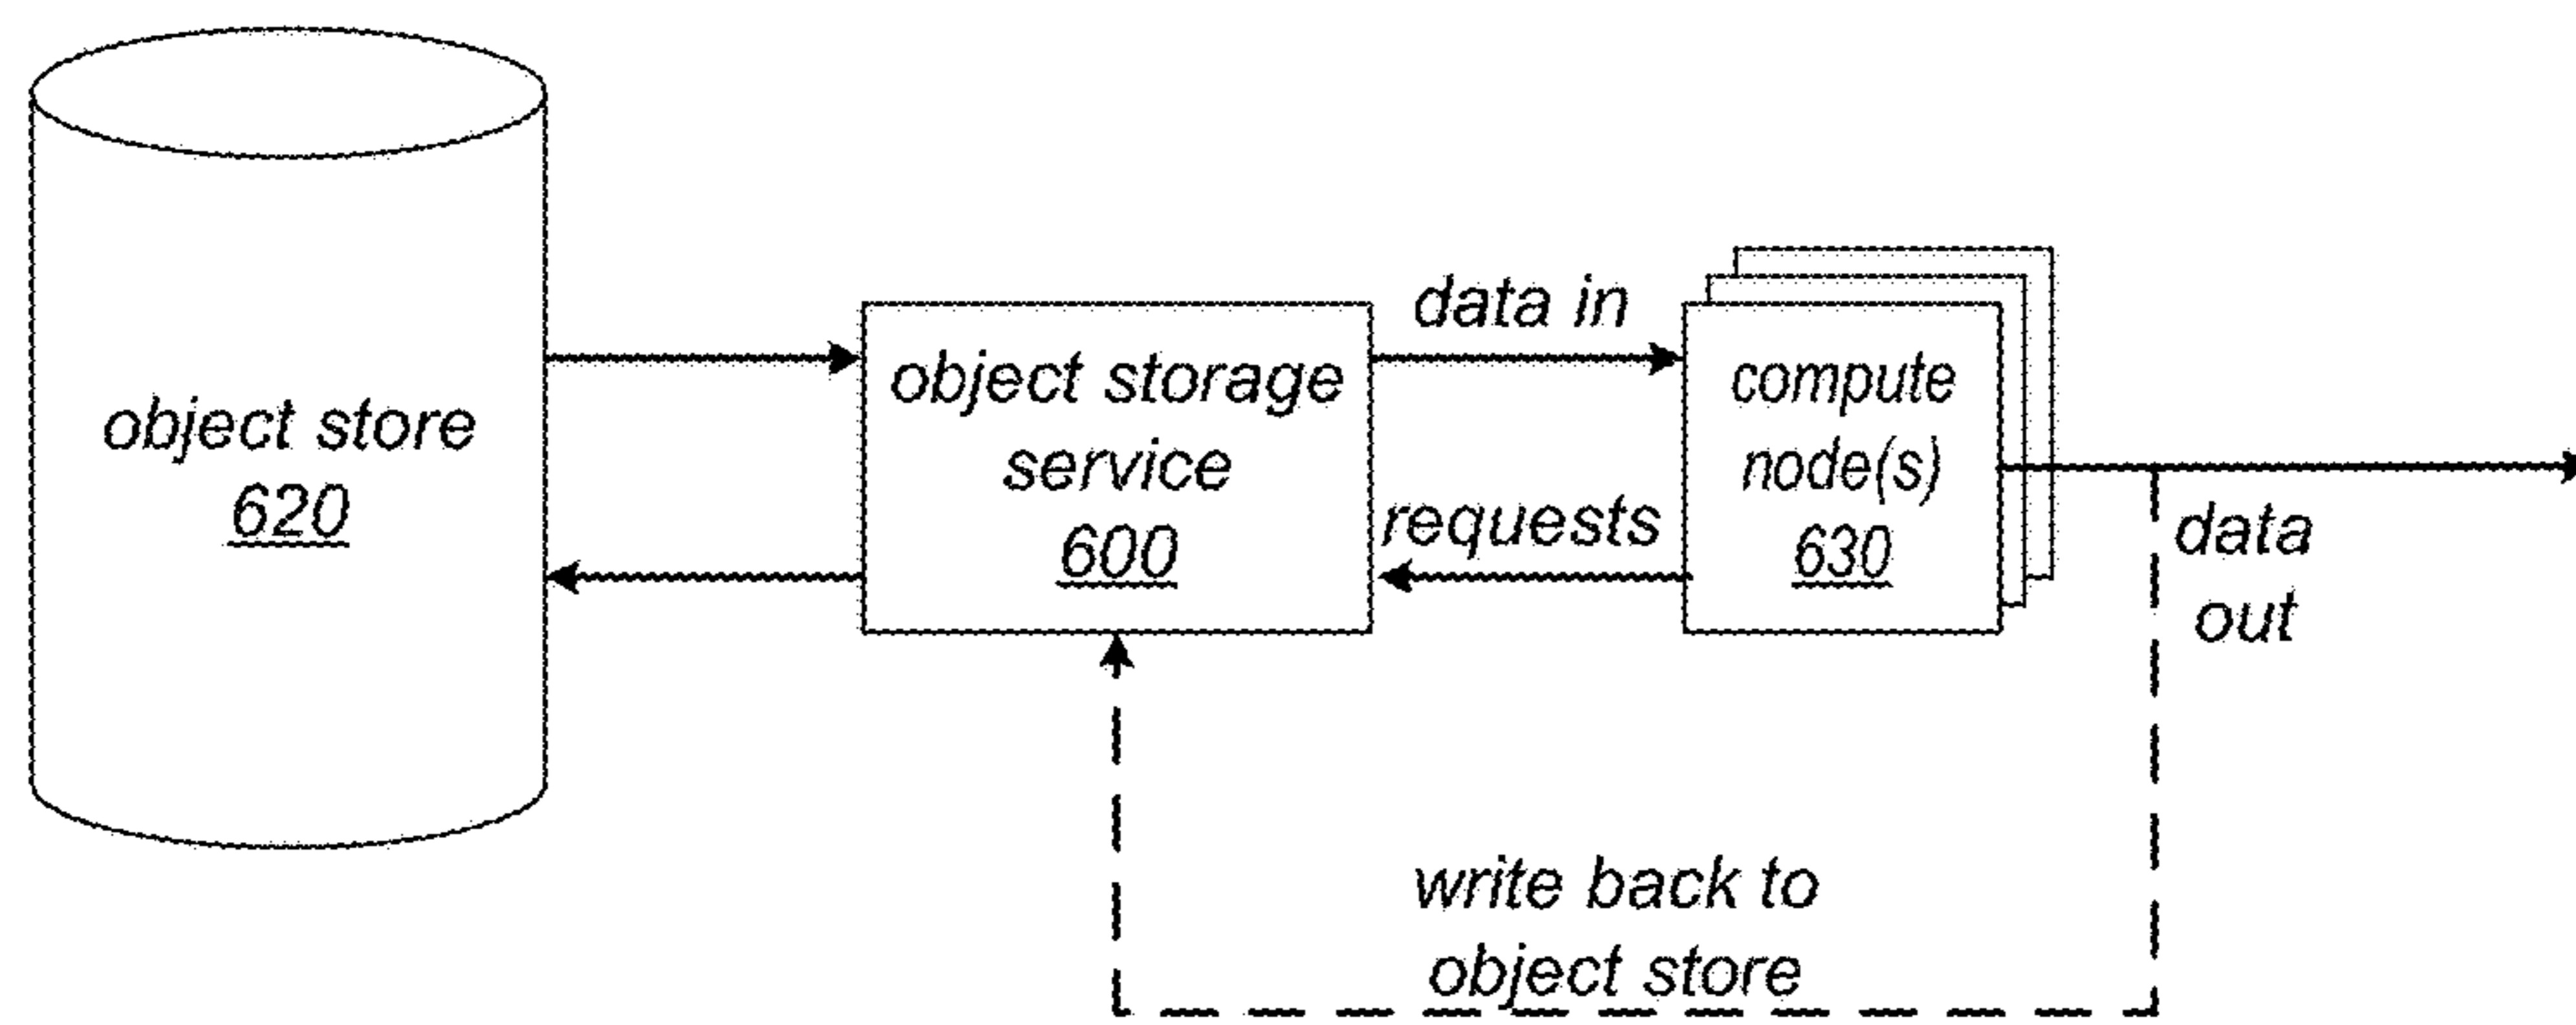 object store
620
object storage
service
600
data in
requests
compute
node(s)
630
data
out
write back to
object store